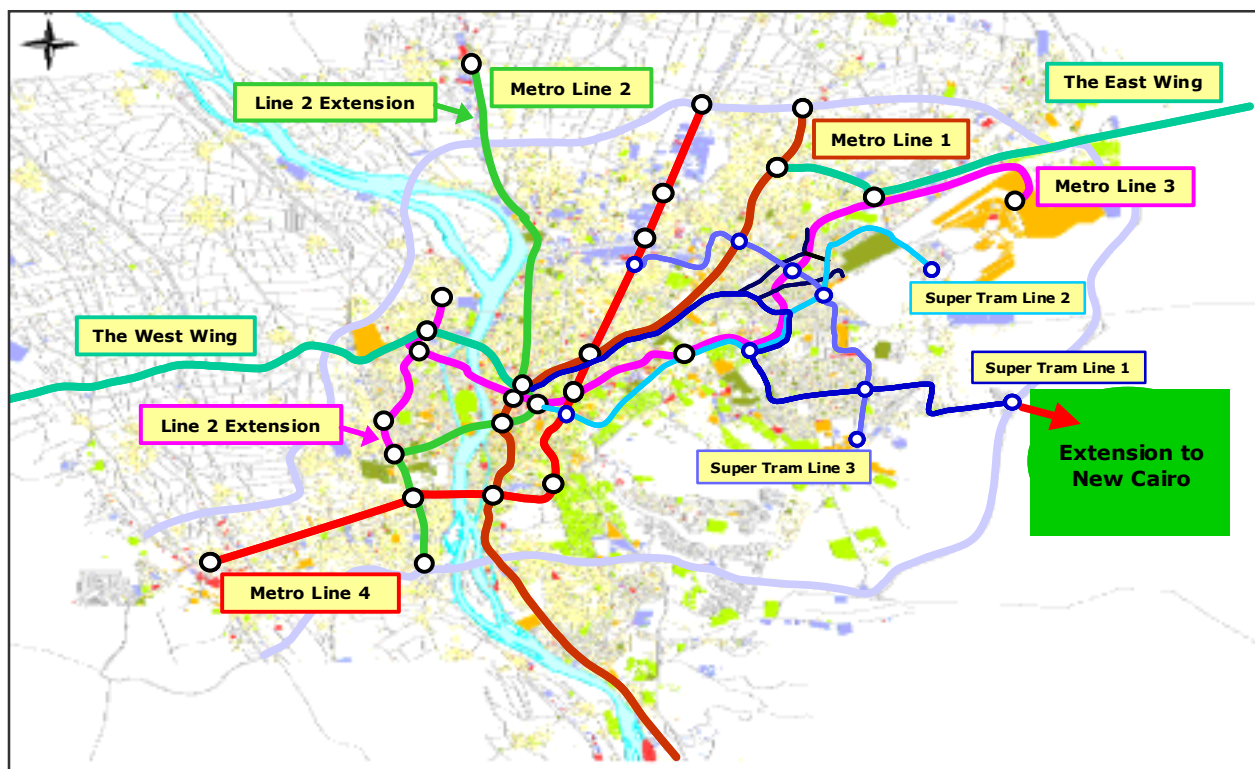 Metro Line 2
The East Wing
Line 2 Extension
Metro Line 1
Metro Line 3
Super Tram Line 2
The West Wing
Super Tram Line 1
Line 2 Extension
Super Tram Line 3
Extension to
New Cairo
Metro Line 4